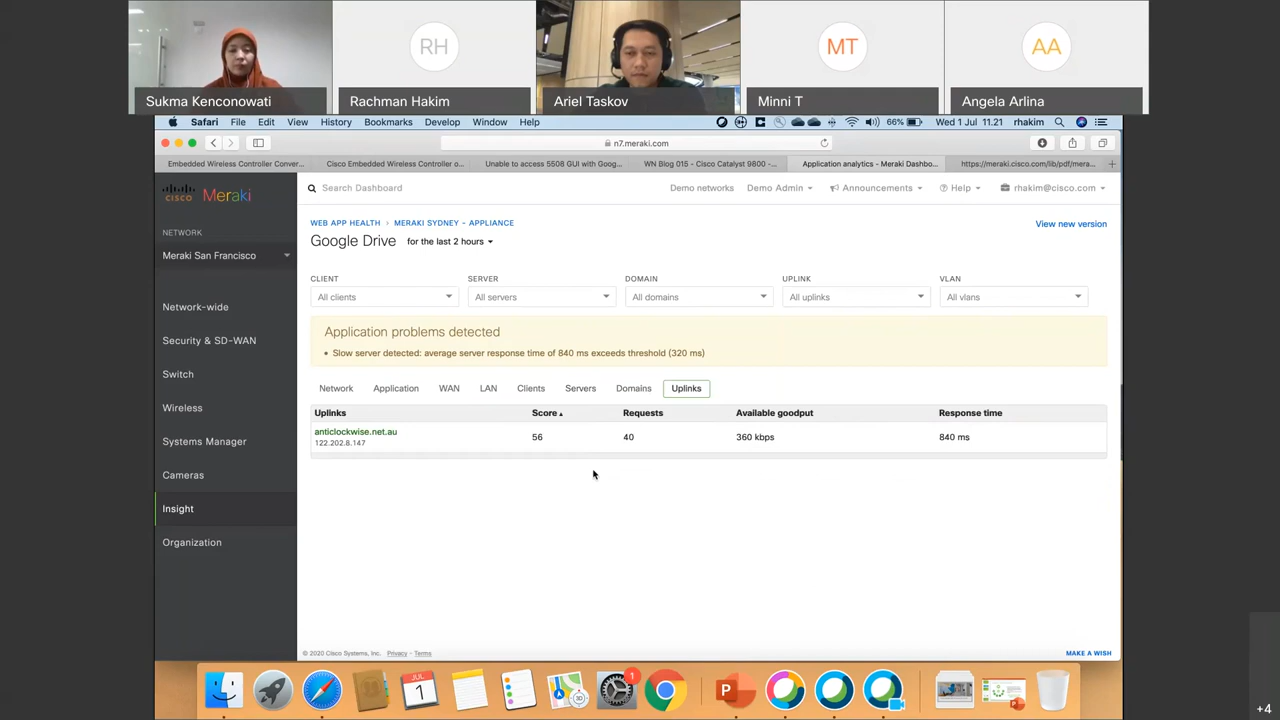 RH
MT
AA
Sukma Kenconowati
Rachman Hakim
Ariel Taskov
Minni T
Angela Arlina
Safari File Edit View History Bookmarks Develop Window Help
66% Wed 1 Jul 11.21 rhakim
n7.meraki.com
Embedded Wireless Controller Conver...
Cisco Embedded Wireless Controller o...
Unable to access 5508 GUI with Goog...
WN Blog 015 – Cisco Catalyst 9800 –...
Application analytics - Meraki Dashbo...
https://meraki.cisco.com/lib/pdf/mera...
cisco Meraki
Search Dashboard
Demo networks Demo Admin Announcements Help rhakim@cisco.com
NETWORK
Meraki San Francisco
Network-wide
Security & SD-WAN
Switch
Wireless
Systems Manager
Cameras
Insight
Organization
WEB APP HEALTH › MERAKI SYDNEY - APPLIANCE
View new version
Google Drive for the last 2 hours
CLIENT SERVER DOMAIN UPLINK VLAN
All clients All servers All domains All uplinks All vlans
Application problems detected
• Slow server detected: average server response time of 840 ms exceeds threshold (320 ms)
Network Application WAN LAN Clients Servers Domains Uplinks
Uplinks Score Requests Available goodput Response time
anticlockwise.net.au 56 40 360 kbps 840 ms
122.202.8.147
© 2020 Cisco Systems, Inc. Privacy - Terms
MAKE A WISH
JUL
1
3D
1
P
+4